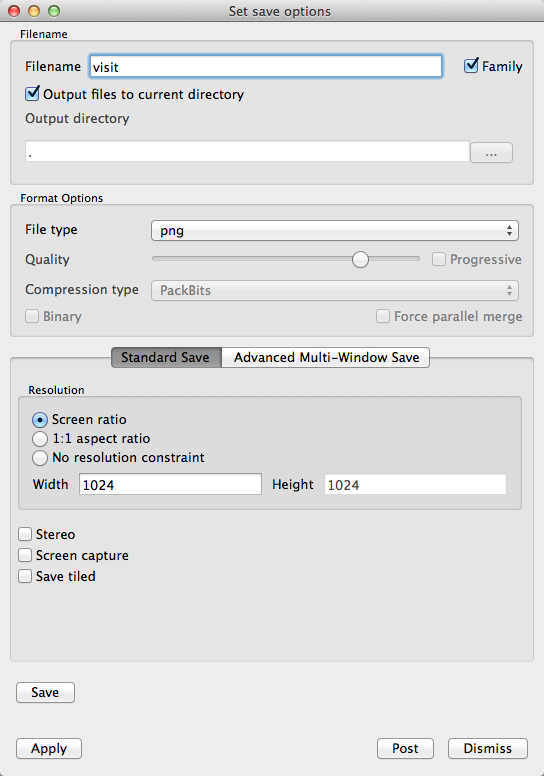 Set save options
Filename
Filename visit Family
Output files to current directory
Output directory
. ...
Format Options
File type png
Quality Progressive
Compression type PackBits
Binary Force parallel merge
Standard Save Advanced Multi-Window Save
Resolution
Screen ratio
1:1 aspect ratio
No resolution constraint
Width 1024 Height 1024
Stereo
Screen capture
Save tiled
Save
Apply Post Dismiss